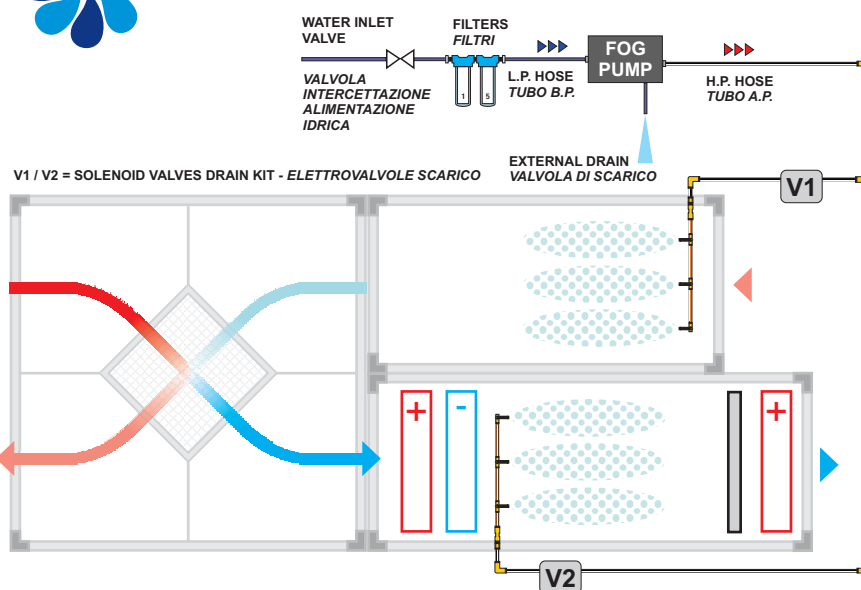 WATER INLET
VALVE
VALVOLA
INTERCETTAZIONE
ALIMENTAZIONE
IDRICA
FILTERS
FILTRI
1
5
L.P. HOSE
TUBO B.P.
FOG
PUMP
H.P. HOSE
TUBO A.P.
EXTERNAL DRAIN
VALVOLA DI SCARICO
V1 / V2 = SOLENOID VALVES DRAIN KIT - ELETTROVALVOLE SCARICO
V1
+
-
+
V2